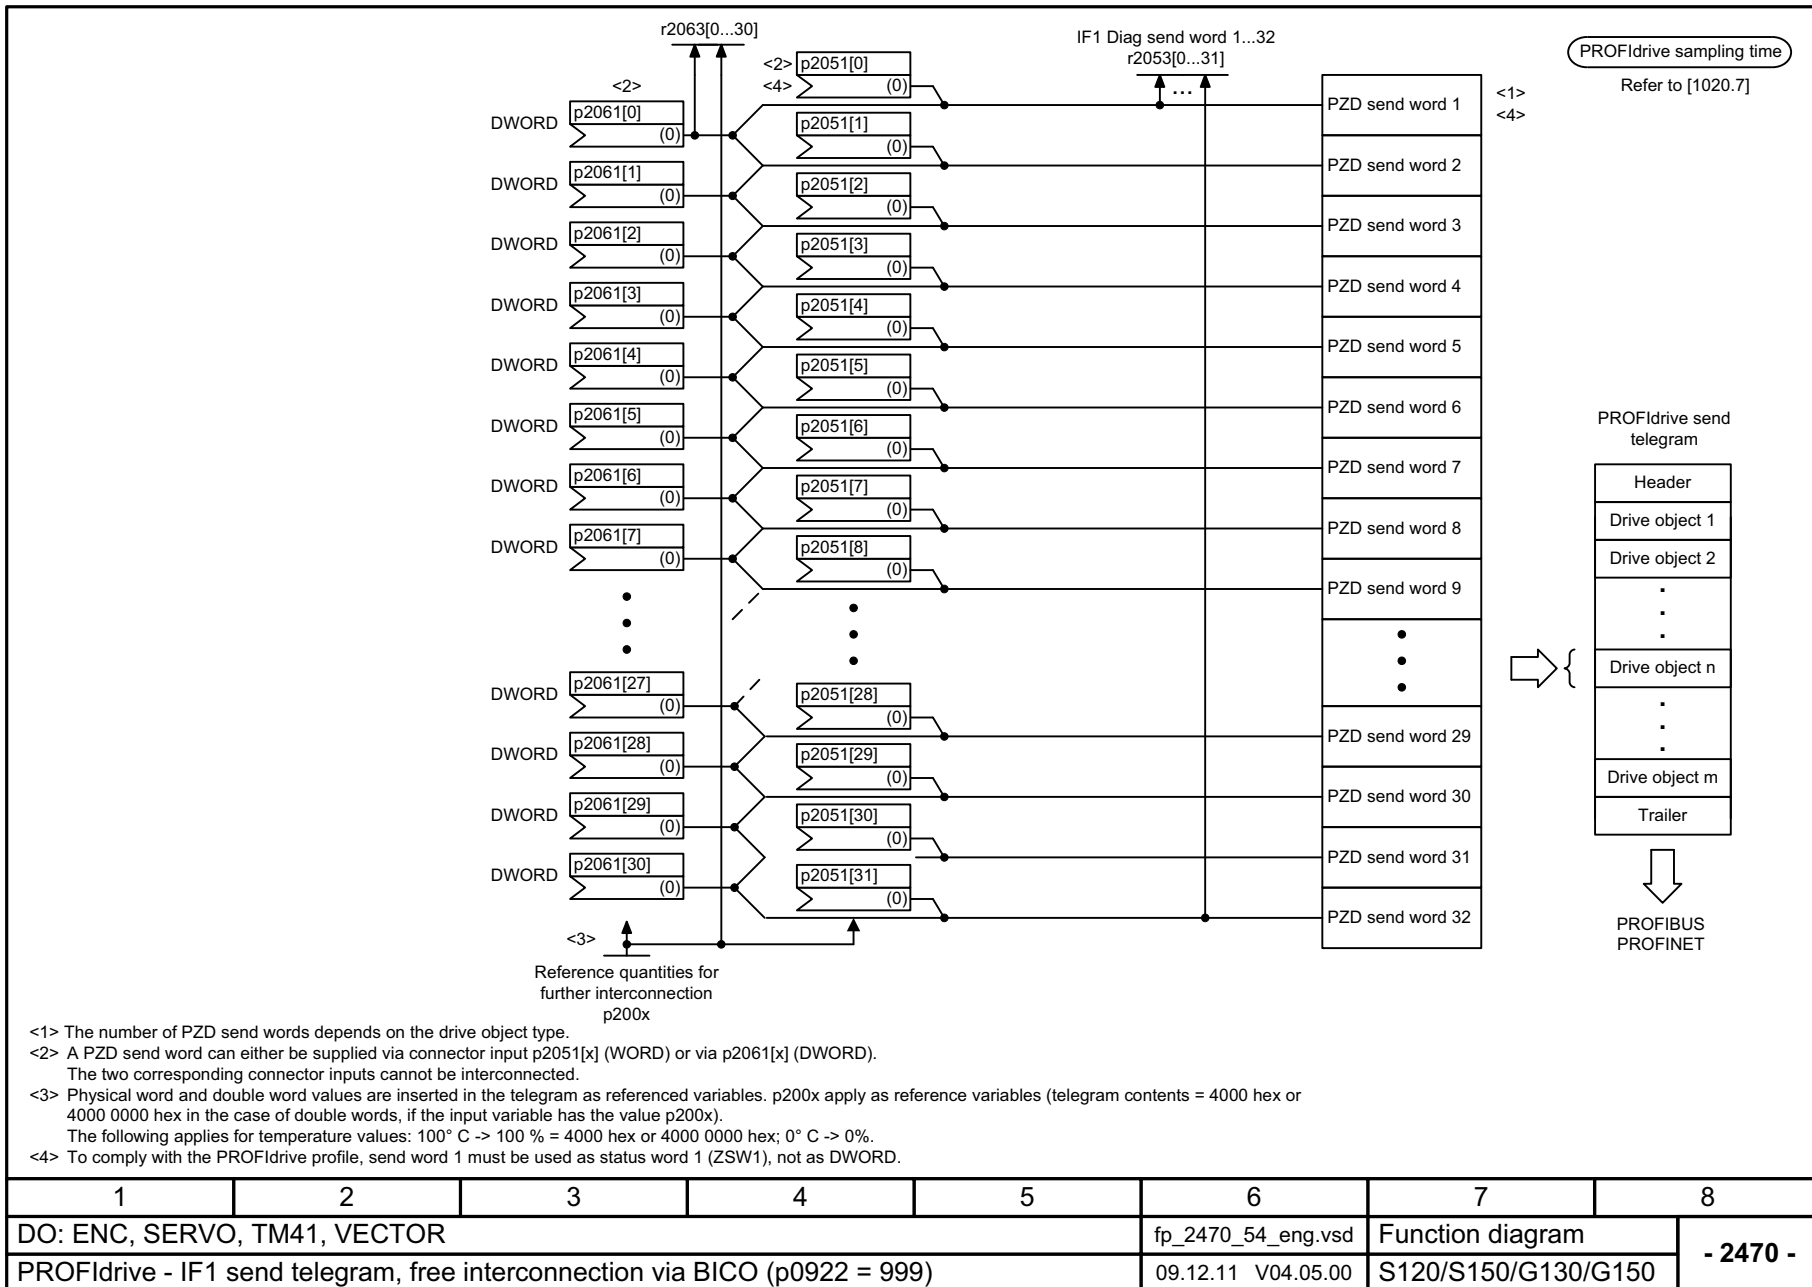 r2063[0...30]
IF1 Diag send word 1...32
r2053[0...31]
PROFIdrive sampling time
Refer to [1020.7]
<2>
<2>
<4>
p2051[0]
(0)
...
PZD send word 1
<1>
<4>
DWORD
p2061[0]
(0)
p2051[1]
(0)
PZD send word 2
DWORD
p2061[1]
(0)
p2051[2]
(0)
PZD send word 3
DWORD
p2061[2]
(0)
p2051[3]
(0)
PZD send word 4
DWORD
p2061[3]
(0)
p2051[4]
(0)
PZD send word 5
DWORD
p2061[4]
(0)
p2051[5]
(0)
PZD send word 6
DWORD
p2061[5]
(0)
p2051[6]
(0)
PZD send word 7
DWORD
p2061[6]
(0)
p2051[7]
(0)
PZD send word 8
DWORD
p2061[7]
(0)
p2051[8]
(0)
PZD send word 9
DWORD
p2061[27]
(0)
p2051[28]
(0)
PZD send word 29
DWORD
p2061[28]
(0)
p2051[29]
(0)
PZD send word 30
DWORD
p2061[29]
(0)
p2051[30]
(0)
PZD send word 31
DWORD
p2061[30]
(0)
p2051[31]
(0)
PZD send word 32
PROFIdrive send
telegram
Header
Drive object 1
Drive object 2
Drive object n
Drive object m
Trailer
PROFIBUS
PROFINET
<3>
Reference quantities for
further interconnection
p200x
<1> The number of PZD send words depends on the drive object type.
<2> A PZD send word can either be supplied via connector input p2051[x] (WORD) or via p2061[x] (DWORD).
The two corresponding connector inputs cannot be interconnected.
<3> Physical word and double word values are inserted in the telegram as referenced variables. p200x apply as reference variables (telegram contents = 4000 hex or
4000 0000 hex in the case of double words, if the input variable has the value p200x).
The following applies for temperature values: 100° C -> 100 % = 4000 hex or 4000 0000 hex; 0° C -> 0%.
<4> To comply with the PROFIdrive profile, send word 1 must be used as status word 1 (ZSW1), not as DWORD.
1 2 3 4 5 6 7 8
DO: ENC, SERVO, TM41, VECTOR
fp_2470_54_eng.vsd
Function diagram
- 2470 -
PROFIdrive - IF1 send telegram, free interconnection via BICO (p0922 = 999)
09.12.11 V04.05.00
S120/S150/G130/G150